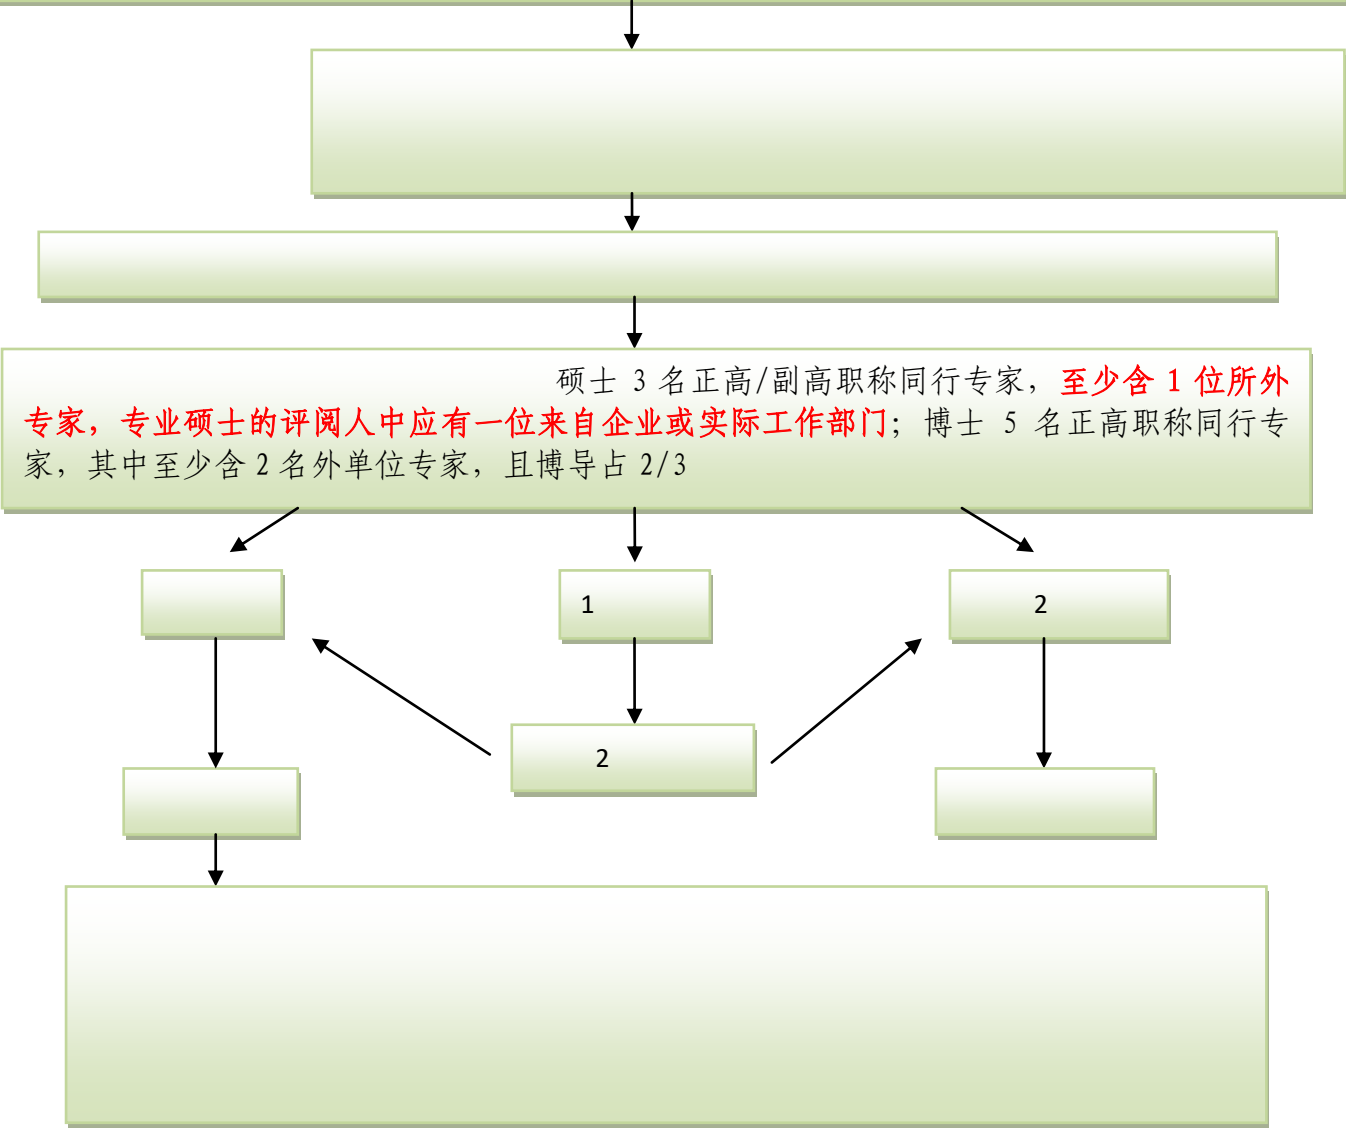 硕士 3 名正高/副高职称同行专家，至少含 1 位所外
专家，专业硕士的评阅人中应有一位来自企业或实际工作部门；博士 5 名正高职称同行专
家，其中至少含 2 名外单位专家，且博导占 2/3
1
2
2